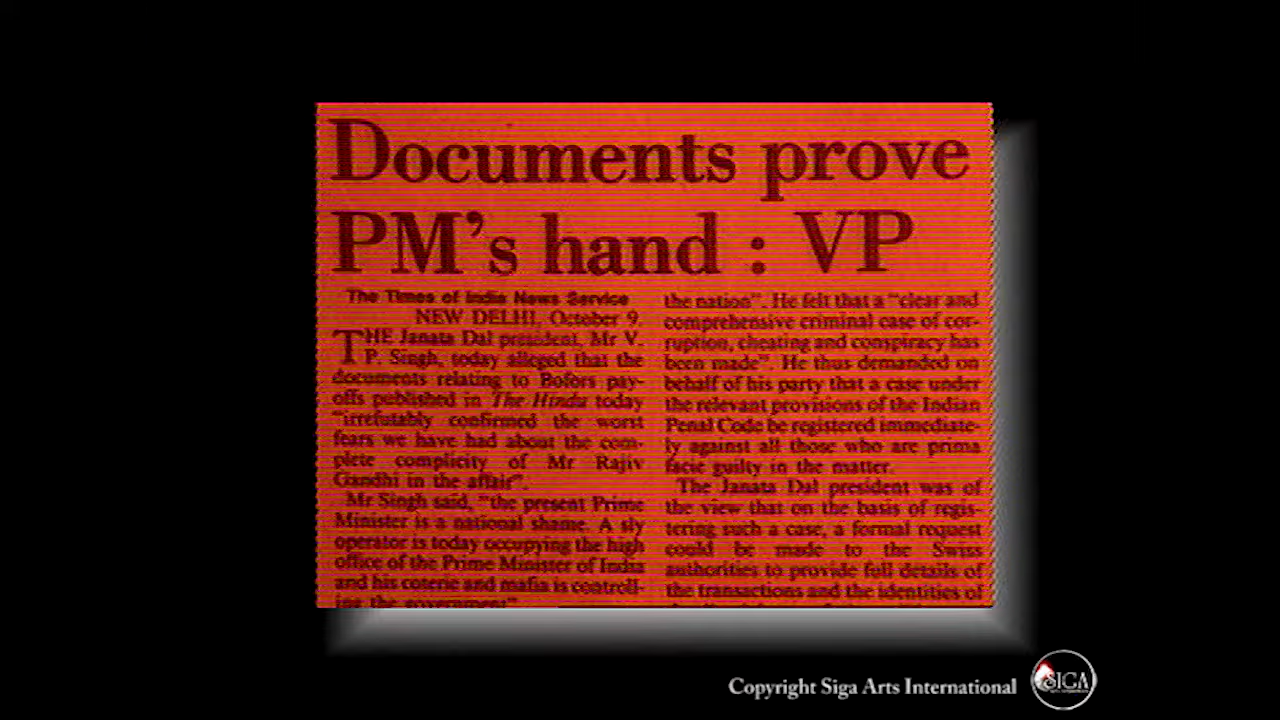 Documents prove
PM's hand : VP
The Times of India News Service
NEW DELHI, October 9.
THE Janata Dal president, Mr V.
P. Singh, today alleged that the
documents relating to Bofors pay-
offs published in The Hindu today
"irrefutably confirmed the worst
fears we have had about the com-
plete complicity of Mr Rajiv
Gandhi in the affair".
Mr Singh said, "the present Prime
Minister is a national shame. A sly
operator is today occupying the high
office of the Prime Minister of India
and his coterie and mafia is controll-
ing the government"
the nation". He felt that a "clear and
comprehensive criminal case of cor-
ruption, cheating and conspiracy has
been made". He thus demanded on
behalf of his party that a case under
the relevant provisions of the Indian
Penal Code be registered immediate-
ly against all those who are prima
facie guilty in the matter.
The Janata Dal president was of
the view that on the basis of regis-
tering such a case, a formal request
could be made to the Swiss
authorities to provide full details of
the transactions and the identities of
Copyright Siga Arts International
SIGA